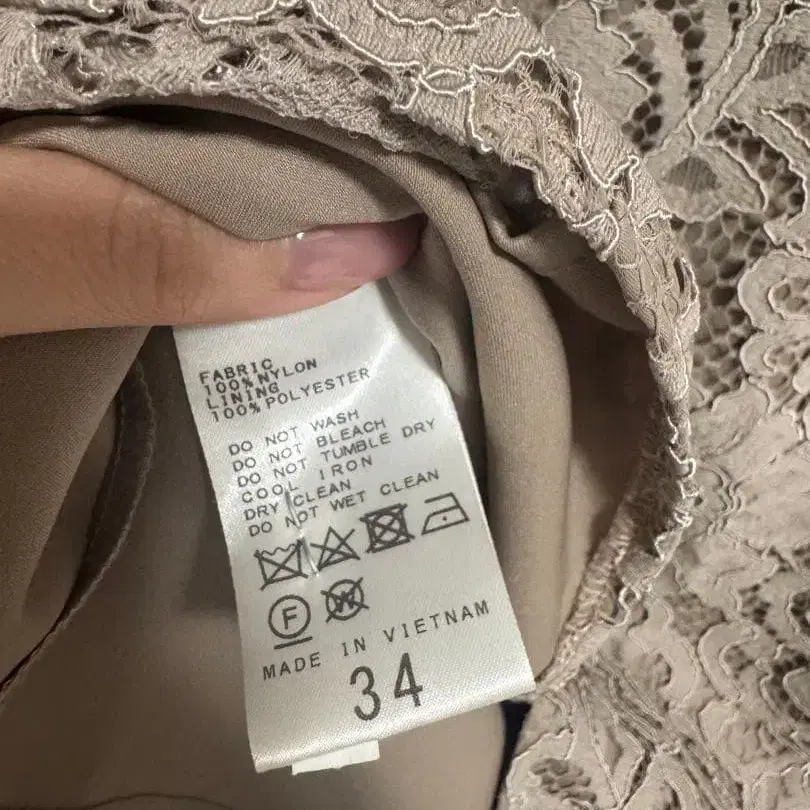 FABRIC
100% NYLON
LINING
100% POLYESTER
DO NOT WASH
DO NOT BLEACH
DO NOT TUMBLE DRY
COOL IRON
DRY CLEAN
DO NOT WET CLEAN
F W
MADE IN VIETNAM
34